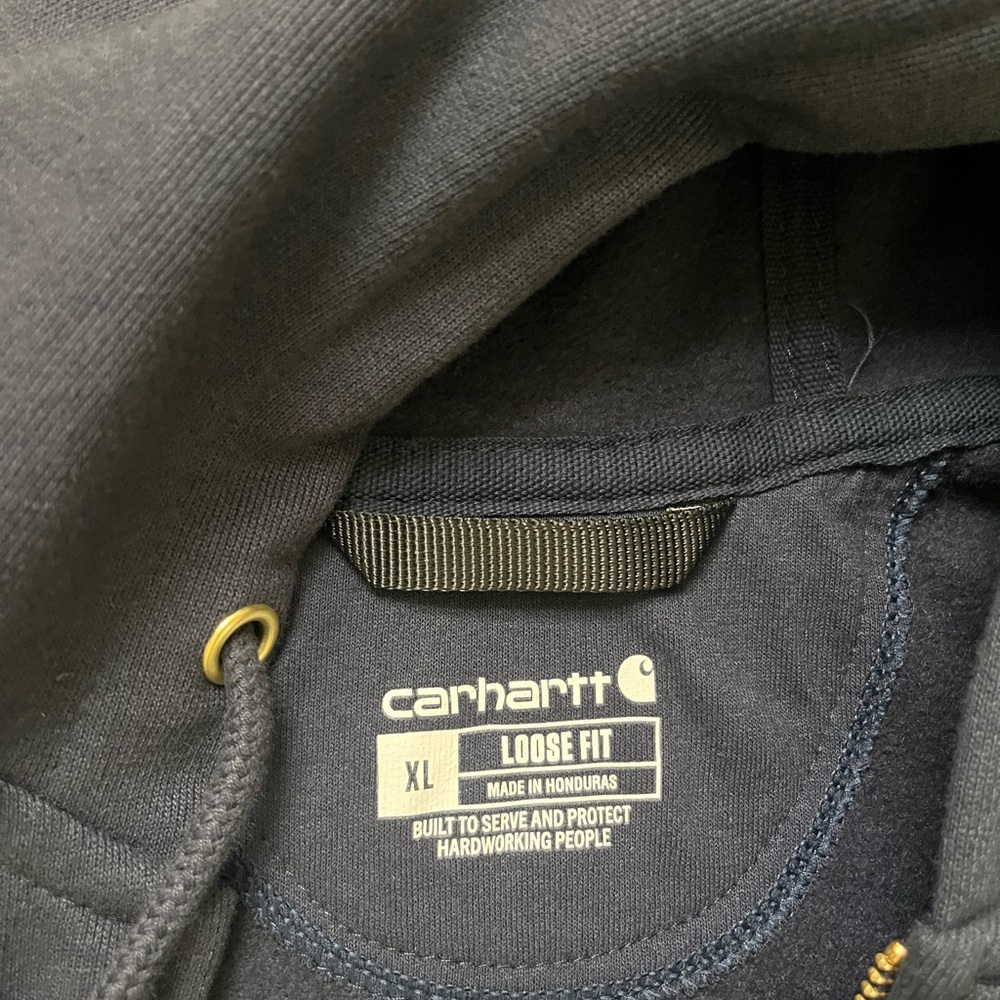 carhartt
XL
LOOSE FIT
MADE IN HONDURAS
BUILT TO SERVE AND PROTECT
HARDWORKING PEOPLE